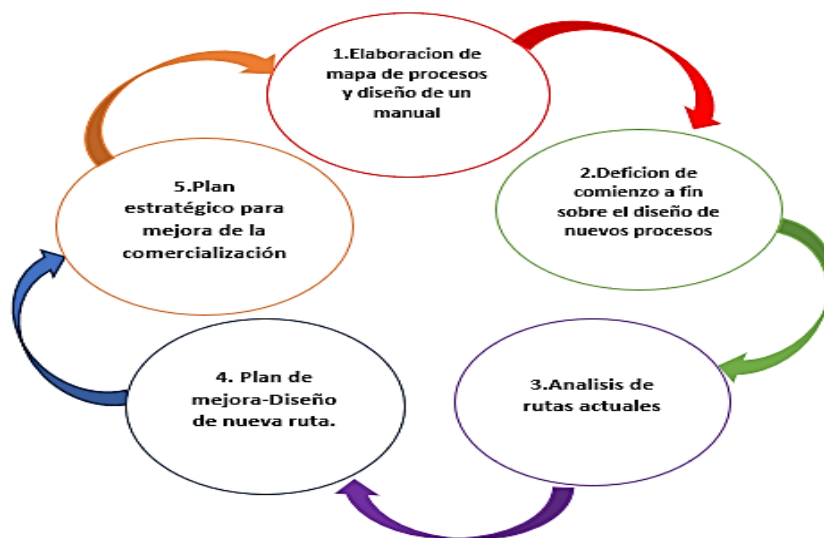 1.Elaboracion de
mapa de procesos
y diseño de un
manual
2.Deficion de
comienzo a fin
sobre el diseño de
nuevos procesos
3.Analisis de
rutas actuales
4. Plan de
mejora-Diseño
de nueva ruta.
5.Plan
estratégico para
mejora de la
comercialización